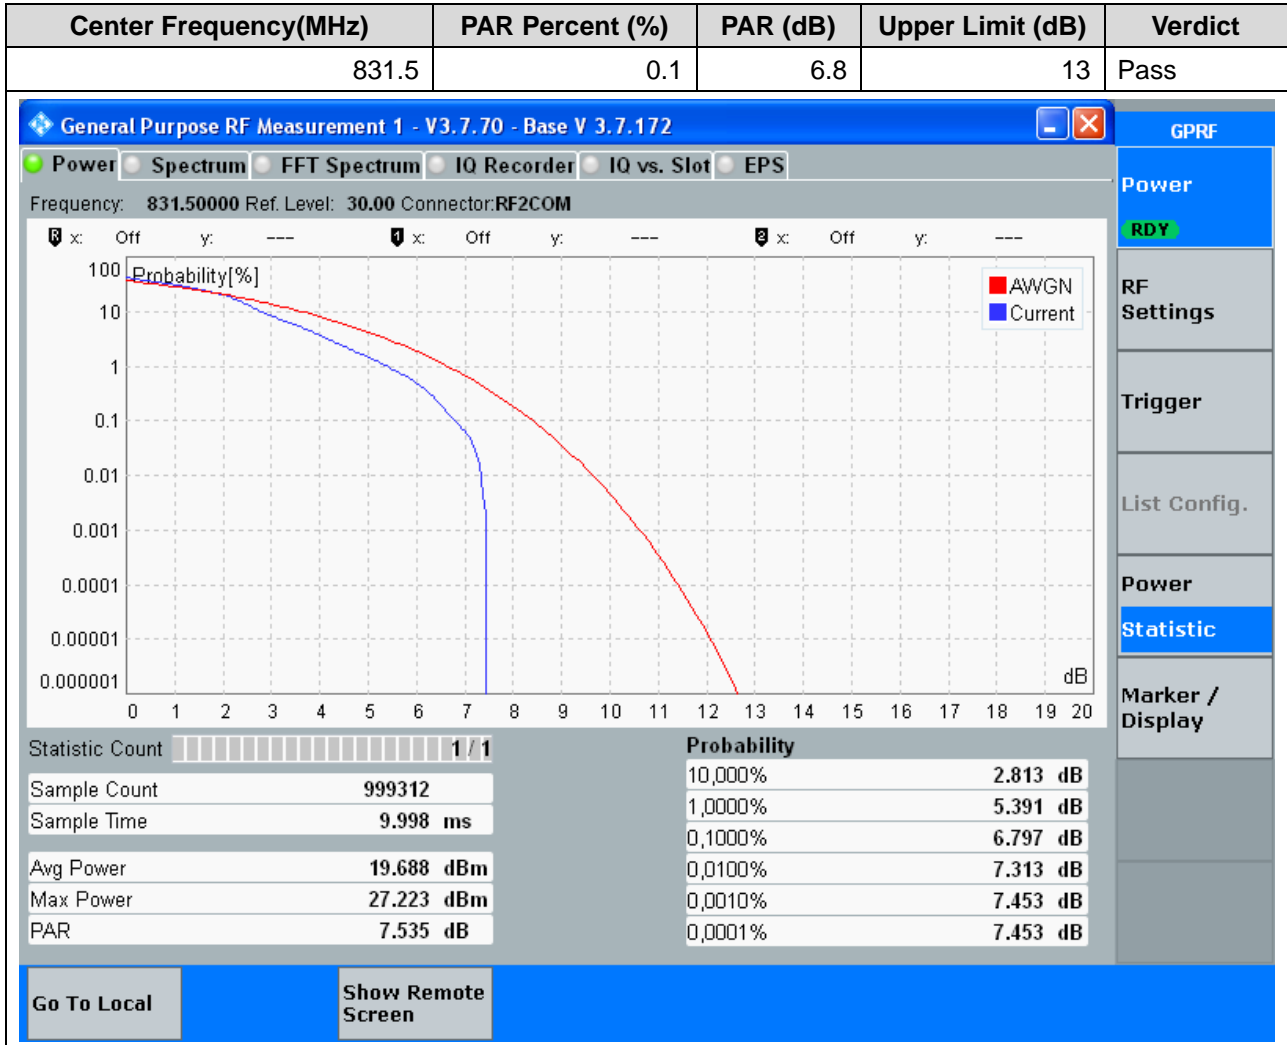 Center Frequency(MHz) PAR Percent (%) PAR (dB) Upper Limit (dB) Verdict
831.5 0.1 6.8 13 Pass
General Purpose RF Measurement 1 - V3.7.70 - Base V 3.7.172
GPRF
Power Spectrum FFT Spectrum IQ Recorder IQ vs. Slot EPS
Power
RDY
Frequency: 831.50000 Ref. Level: 30.00 Connector:RF2COM
R x: Off y: --- 1 x: Off y: --- 2 x: Off y: ---
Probability[%]
AWGN
Current
100
10
1
0.1
0.01
0.001
0.0001
0.00001
0.000001
dB
0 1 2 3 4 5 6 7 8 9 10 11 12 13 14 15 16 17 18 19 20
RF
Settings
Trigger
List Config.
Power
Statistic
Marker /
Display
Statistic Count 1 / 1
Sample Count 999312
Sample Time 9.998 ms
Avg Power 19.688 dBm
Max Power 27.223 dBm
PAR 7.535 dB
Probability
10,000% 2.813 dB
1,0000% 5.391 dB
0,1000% 6.797 dB
0,0100% 7.313 dB
0,0010% 7.453 dB
0,0001% 7.453 dB
Go To Local
Show Remote
Screen